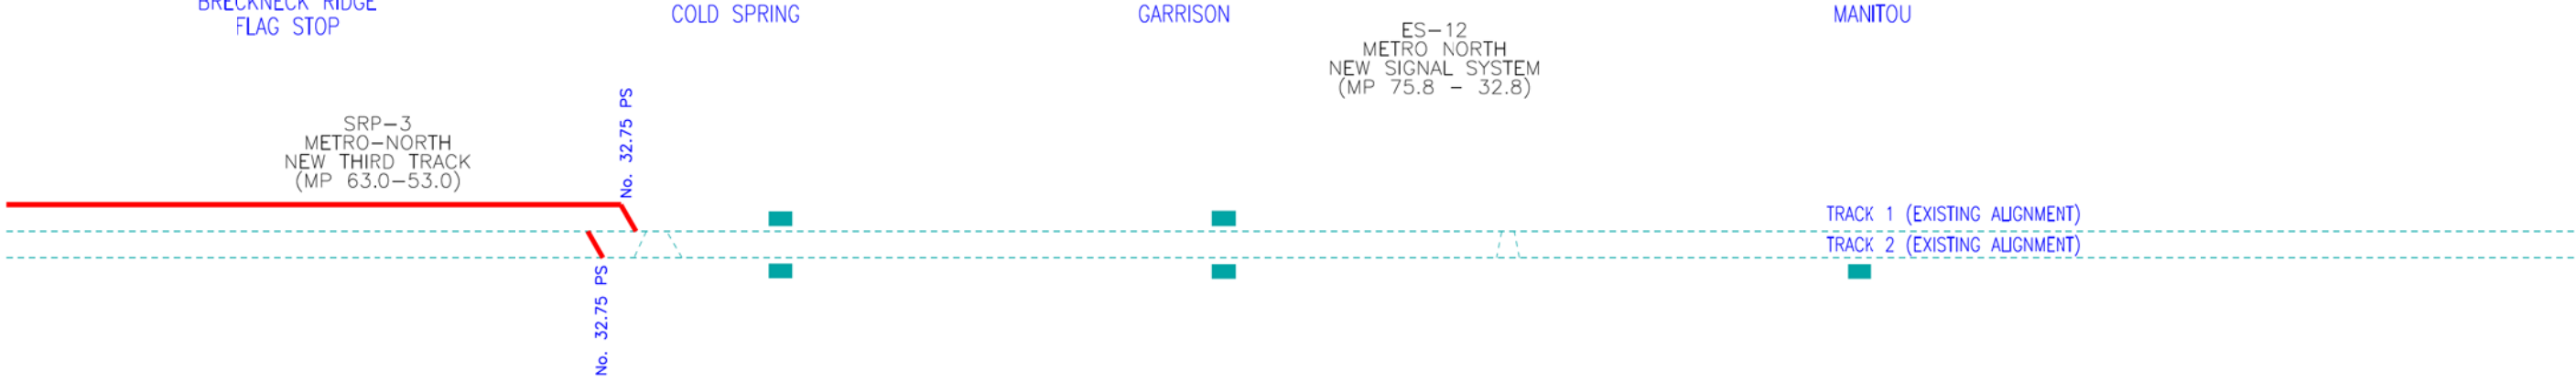 BRECKNECK RIDGE
FLAG STOP
COLD SPRING
GARRISON
MANITOU
ES-12
METRO NORTH
NEW SIGNAL SYSTEM
(MP 75.8 - 32.8)
SRP-3
METRO-NORTH
NEW THIRD TRACK
(MP 63.0-53.0)
No. 32.75 PS
TRACK 1 (EXISTING ALIGNMENT)
TRACK 2 (EXISTING ALIGNMENT)
No. 32.75 PS